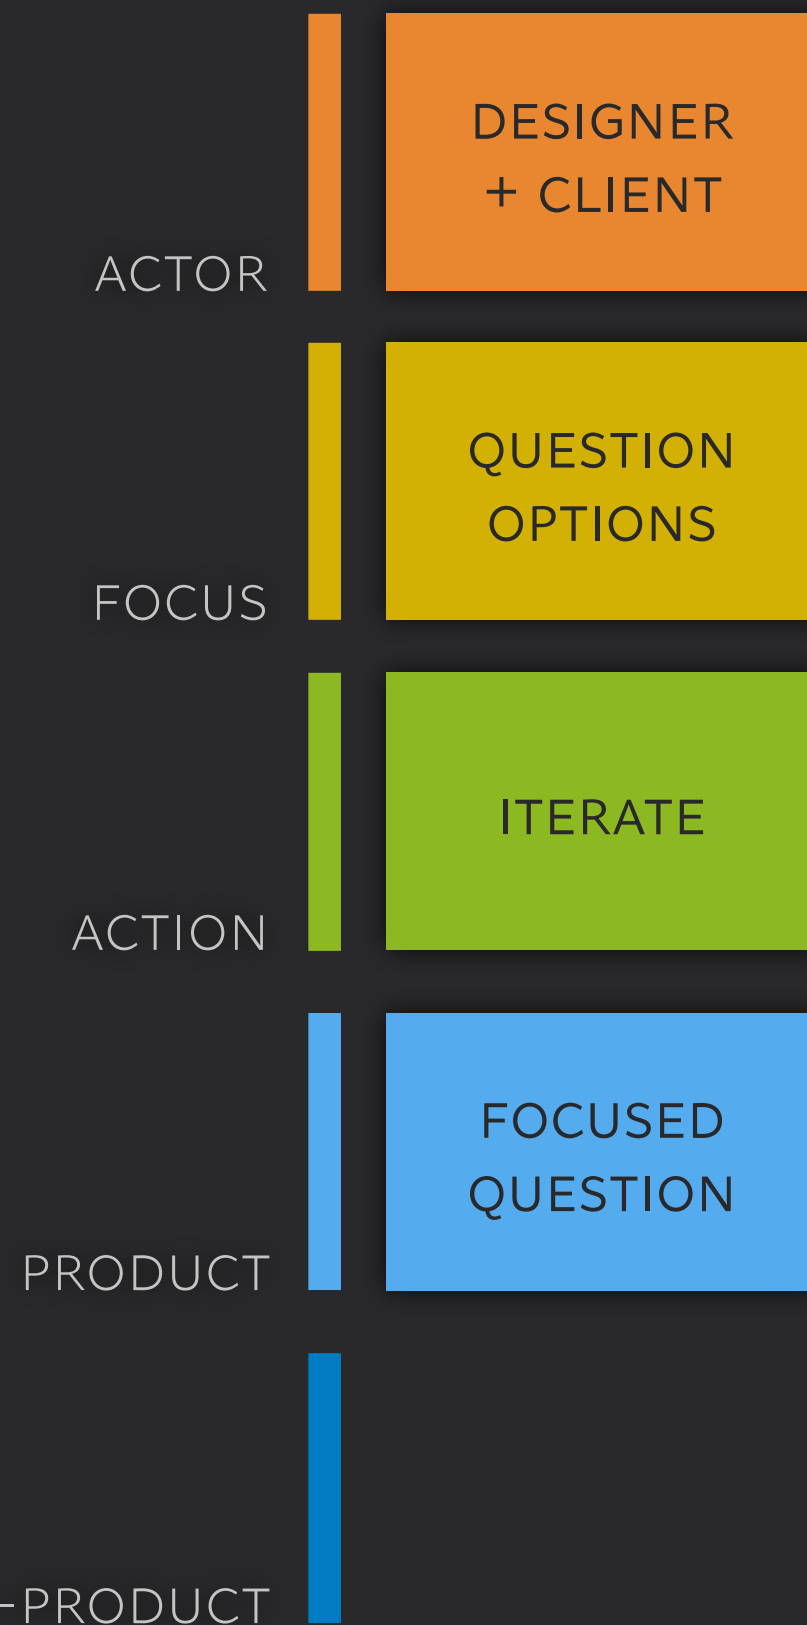 DESIGNER
+ CLIENT
ACTOR
QUESTION
OPTIONS
FOCUS
ITERATE
ACTION
FOCUSED
QUESTION
PRODUCT
-PRODUCT